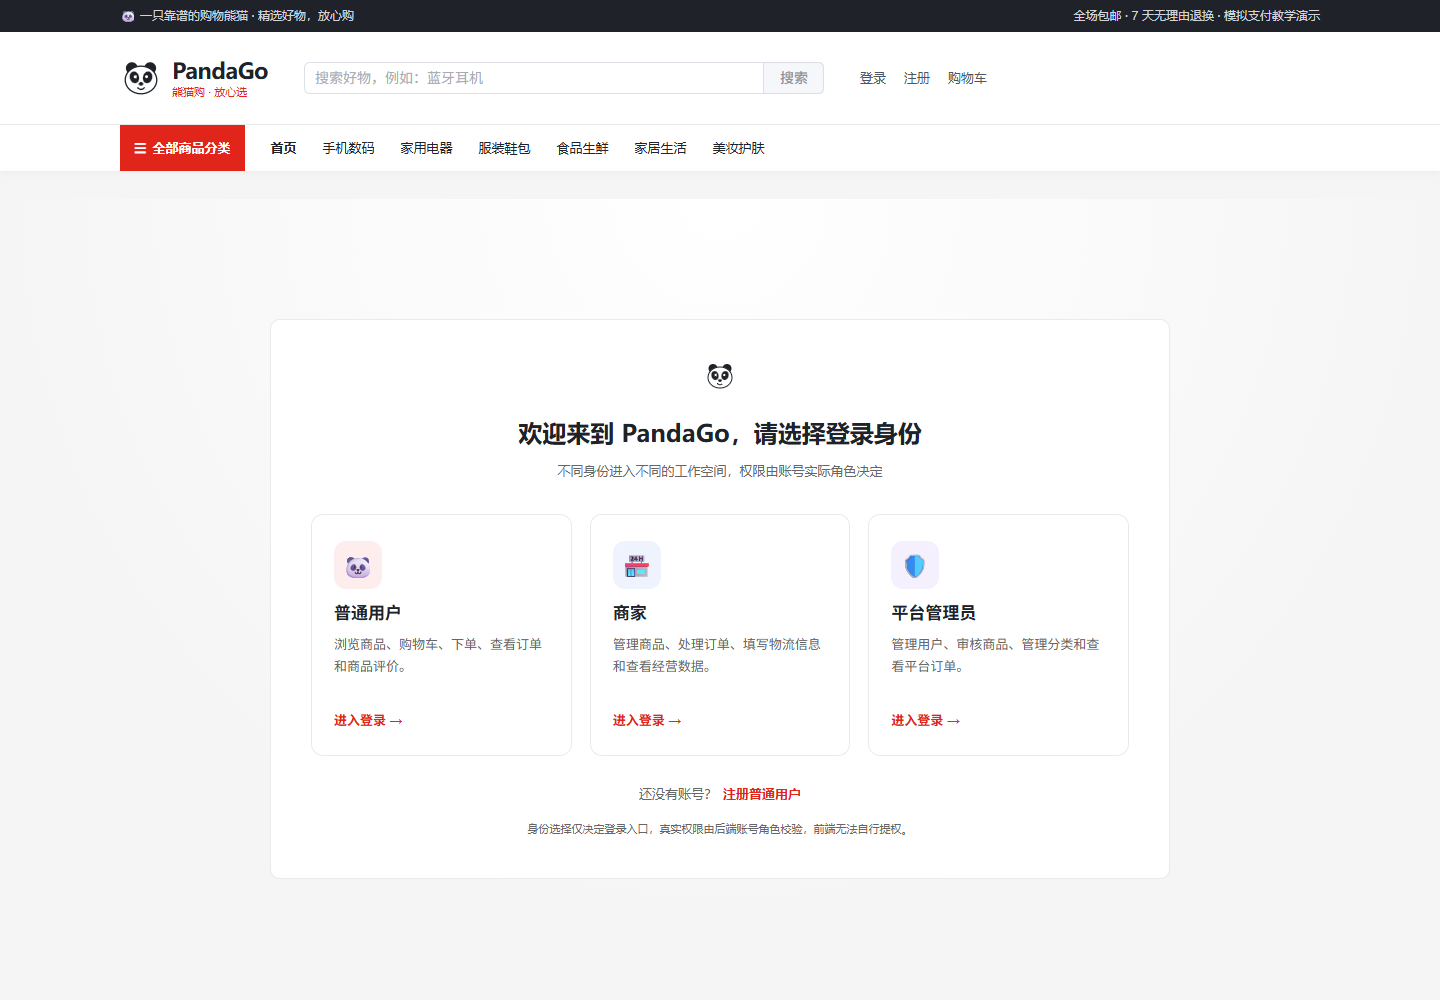 一只靠谱的购物熊猫 · 精选好物，放心购
全场包邮 · 7 天无理由退换 · 模拟支付教学演示
PandaGo
熊猫购 · 放心选
搜索好物，例如：蓝牙耳机
搜索
登录
注册
购物车
☰ 全部商品分类
首页
手机数码
家用电器
服装鞋包
食品生鲜
家居生活
美妆护肤
欢迎来到 PandaGo，请选择登录身份
不同身份进入不同的工作空间，权限由账号实际角色决定
普通用户
浏览商品、购物车、下单、查看订单
和商品评价。
进入登录 →
24H
商家
管理商品、处理订单、填写物流信息
和查看经营数据。
进入登录 →
平台管理员
管理用户、审核商品、管理分类和查
看平台订单。
进入登录 →
还没有账号？ 注册普通用户
身份选择仅决定登录入口，真实权限由后端账号角色校验，前端无法自行提权。